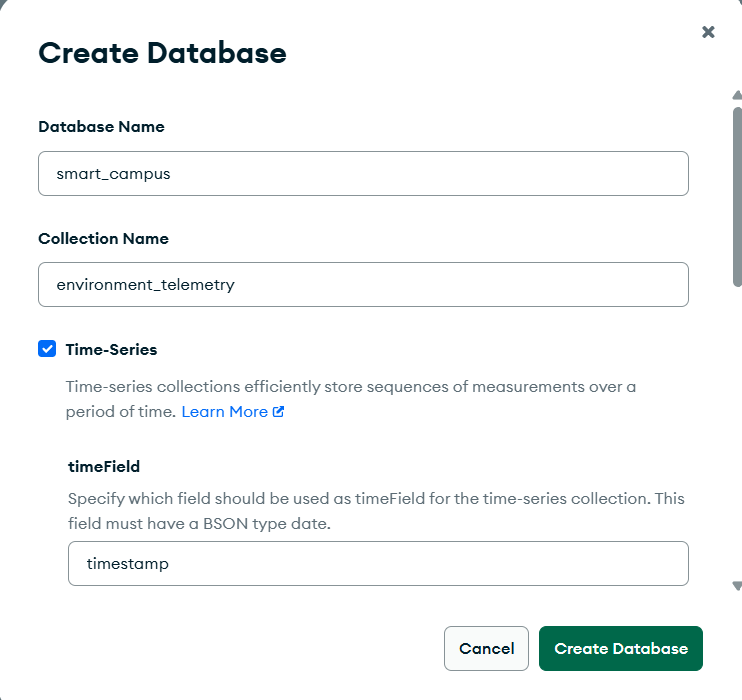 Create Database
Database Name
smart_campus
Collection Name
environment_telemetry
Time-Series
Time-series collections efficiently store sequences of measurements over a
period of time. Learn More
timeField
Specify which field should be used as timeField for the time-series collection. This
field must have a BSON type date.
timestamp
Cancel
Create Database